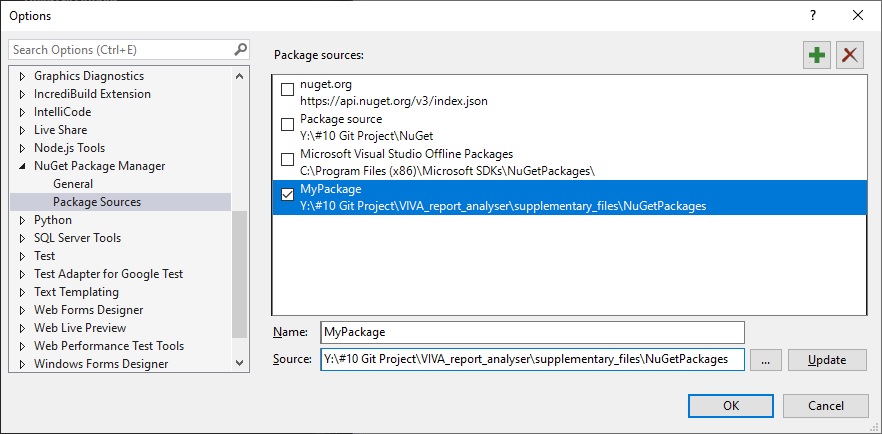 Options
?
Search Options (Ctrl+E)
Graphics Diagnostics
IncrediBuild Extension
IntelliCode
Live Share
Node.js Tools
NuGet Package Manager
General
Package Sources
Python
SQL Server Tools
Test
Test Adapter for Google Test
Text Templating
Web Forms Designer
Web Live Preview
Web Performance Test Tools
Windows Forms Designer
Package sources:
nuget.org
https://api.nuget.org/v3/index.json
Package source
Y:\#10 Git Project\NuGet
Microsoft Visual Studio Offline Packages
C:\Program Files (x86)\Microsoft SDKs\NuGetPackages\
MyPackage
Y:\#10 Git Project\VIVA_report_analyser\supplementary_files\NuGetPackages
Name: MyPackage
Source: Y:\#10 Git Project\VIVA_report_analyser\supplementary_files\NuGetPackages ... Update
OK Cancel